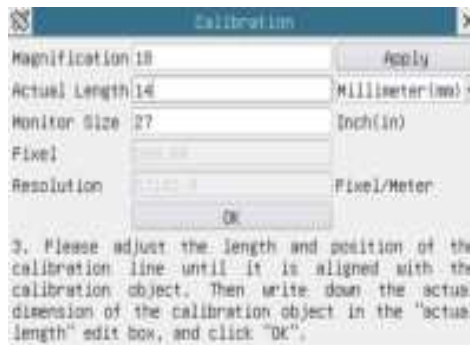 Calibration
Magnification 10 Apply
Actual Length 14 Millimeter(mm)
Monitor Size 27 Inch(in)
Pixel
Resolution Pixel/Meter
OK
3. Please adjust the length and position of the
calibration line until it is aligned with the
calibration object. Then write down the actual
dimension of the calibration object in the "actual
length" edit box, and click "OK".